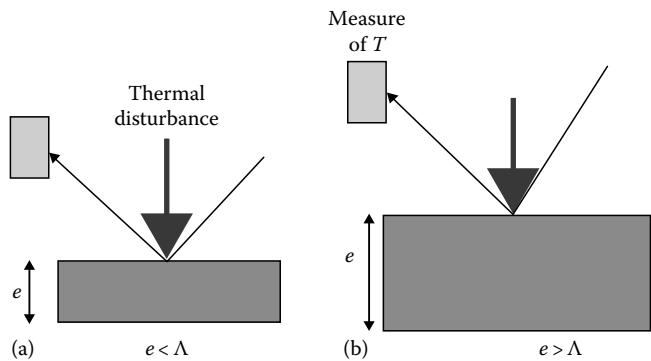 Thermal
disturbance
e
(a)
e < Λ
Measure
of T
e
(b)
e > Λ